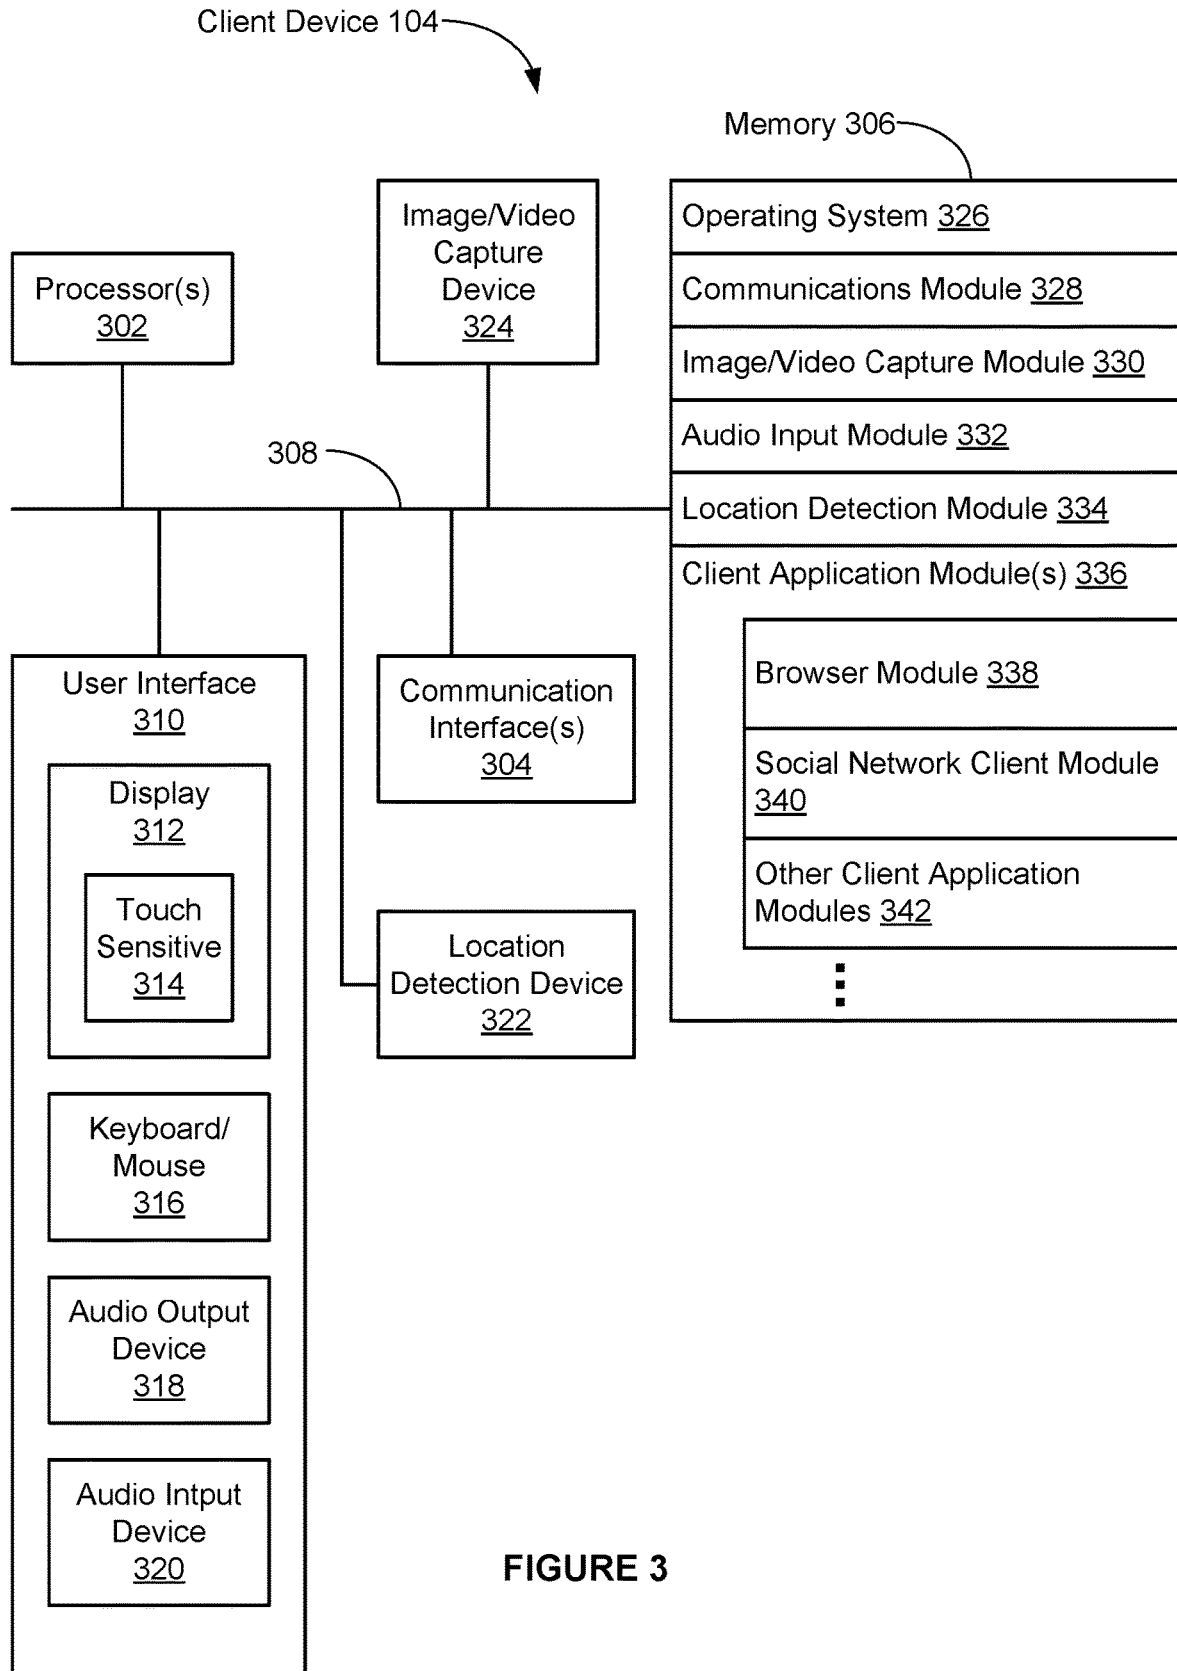 Client Device 104
Memory 306
Processor(s)
302
Image/Video
Capture
Device
324
308
Operating System 326
Communications Module 328
Image/Video Capture Module 330
Audio Input Module 332
Location Detection Module 334
Client Application Module(s) 336
Browser Module 338
Social Network Client Module
340
Other Client Application
Modules 342
User Interface
310
Display
312
Touch
Sensitive
314
Keyboard/
Mouse
316
Audio Output
Device
318
Audio Intput
Device
320
Communication
Interface(s)
304
Location
Detection Device
322
FIGURE 3